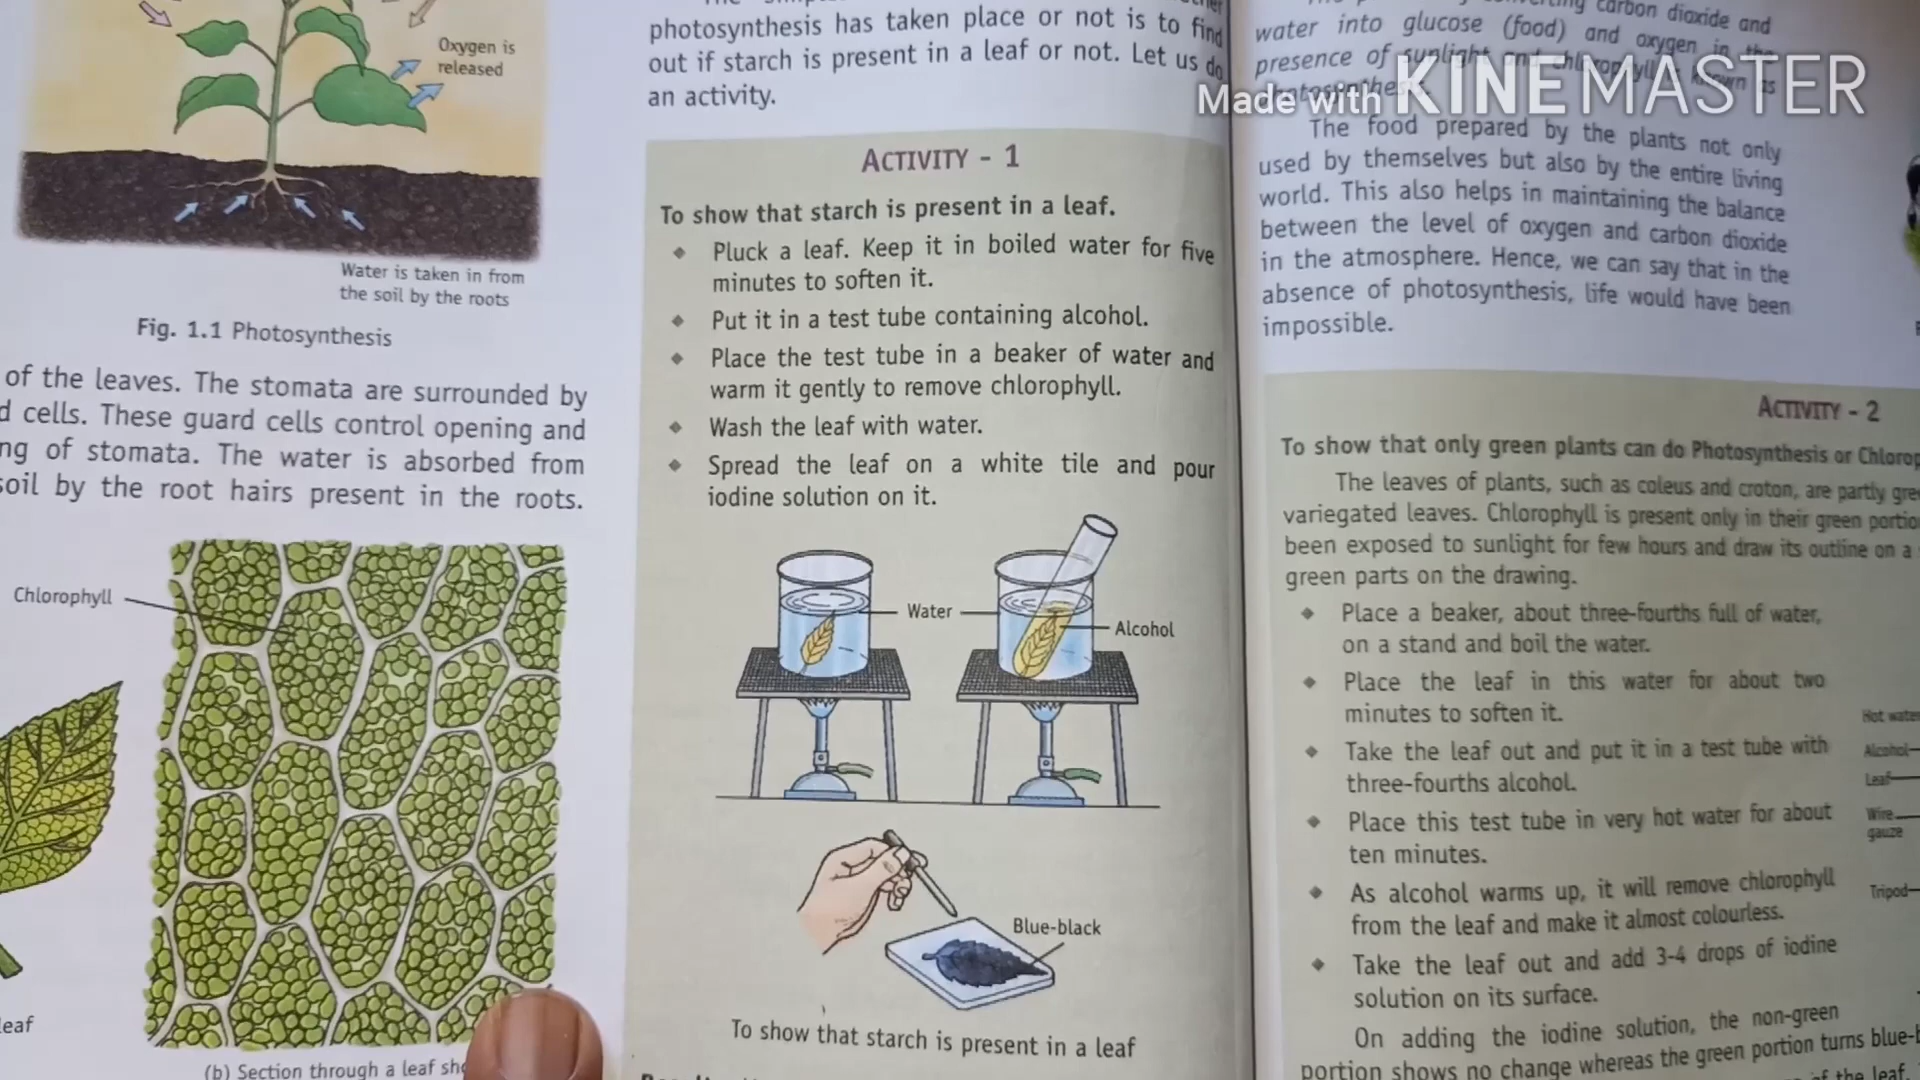 Oxygen is
released
Water is taken in from
the soil by the roots
Fig. 1.1 Photosynthesis
of the leaves. The stomata are surrounded by
cells. These guard cells control opening and
of stomata. The water is absorbed from
soil by the root hairs present in the roots.
Chlorophyll
leaf
(b) Section through a leaf
photosynthesis has taken place or not is to find
out if starch is present in a leaf or not. Let us do
an activity.
ACTIVITY - 1
To show that starch is present in a leaf.
Pluck a leaf. Keep it in boiled water for five
minutes to soften it.
Put it in a test tube containing alcohol.
Place the test tube in a beaker of water and
warm it gently to remove chlorophyll.
Wash the leaf with water.
Spread the leaf on a white tile and pour
iodine solution on it.
Water
Alcohol
Blue-black
To show that starch is present in a leaf
carbon dioxide and
water into glucose (food) and oxygen in the
presence of sunlight and chlorophyll is known as
photosynthesis.
Made with KINEMASTER
The food prepared by the plants not only
used by themselves but also by the entire living
world. This also helps in maintaining the balance
between the level of oxygen and carbon dioxide
in the atmosphere. Hence, we can say that in the
absence of photosynthesis, life would have been
impossible.
ACTIVITY - 2
To show that only green plants can do Photosynthesis or
The leaves of plants, such as coleus and croton, are partly
variegated leaves. Chlorophyll is present only in their green
been exposed to sunlight for few hours and draw its outline on a
green parts on the drawing.
Place a beaker, about three-fourths full of water,
on a stand and boil the water.
Place the leaf in this water for about two
minutes to soften it.
Take the leaf out and put it in a test tube with
three-fourths alcohol.
Place this test tube in very hot water for about
ten minutes.
As alcohol warms up, it will remove chlorophyll
from the leaf and make it almost colourless.
Take the leaf out and add 3-4 drops of iodine
solution on its surface.
On adding the iodine solution, the non-green
portion shows no change whereas the green portion turns
of the leaf.
Hot water
Alcohol
Leaf
Wire
gauze
Tripod